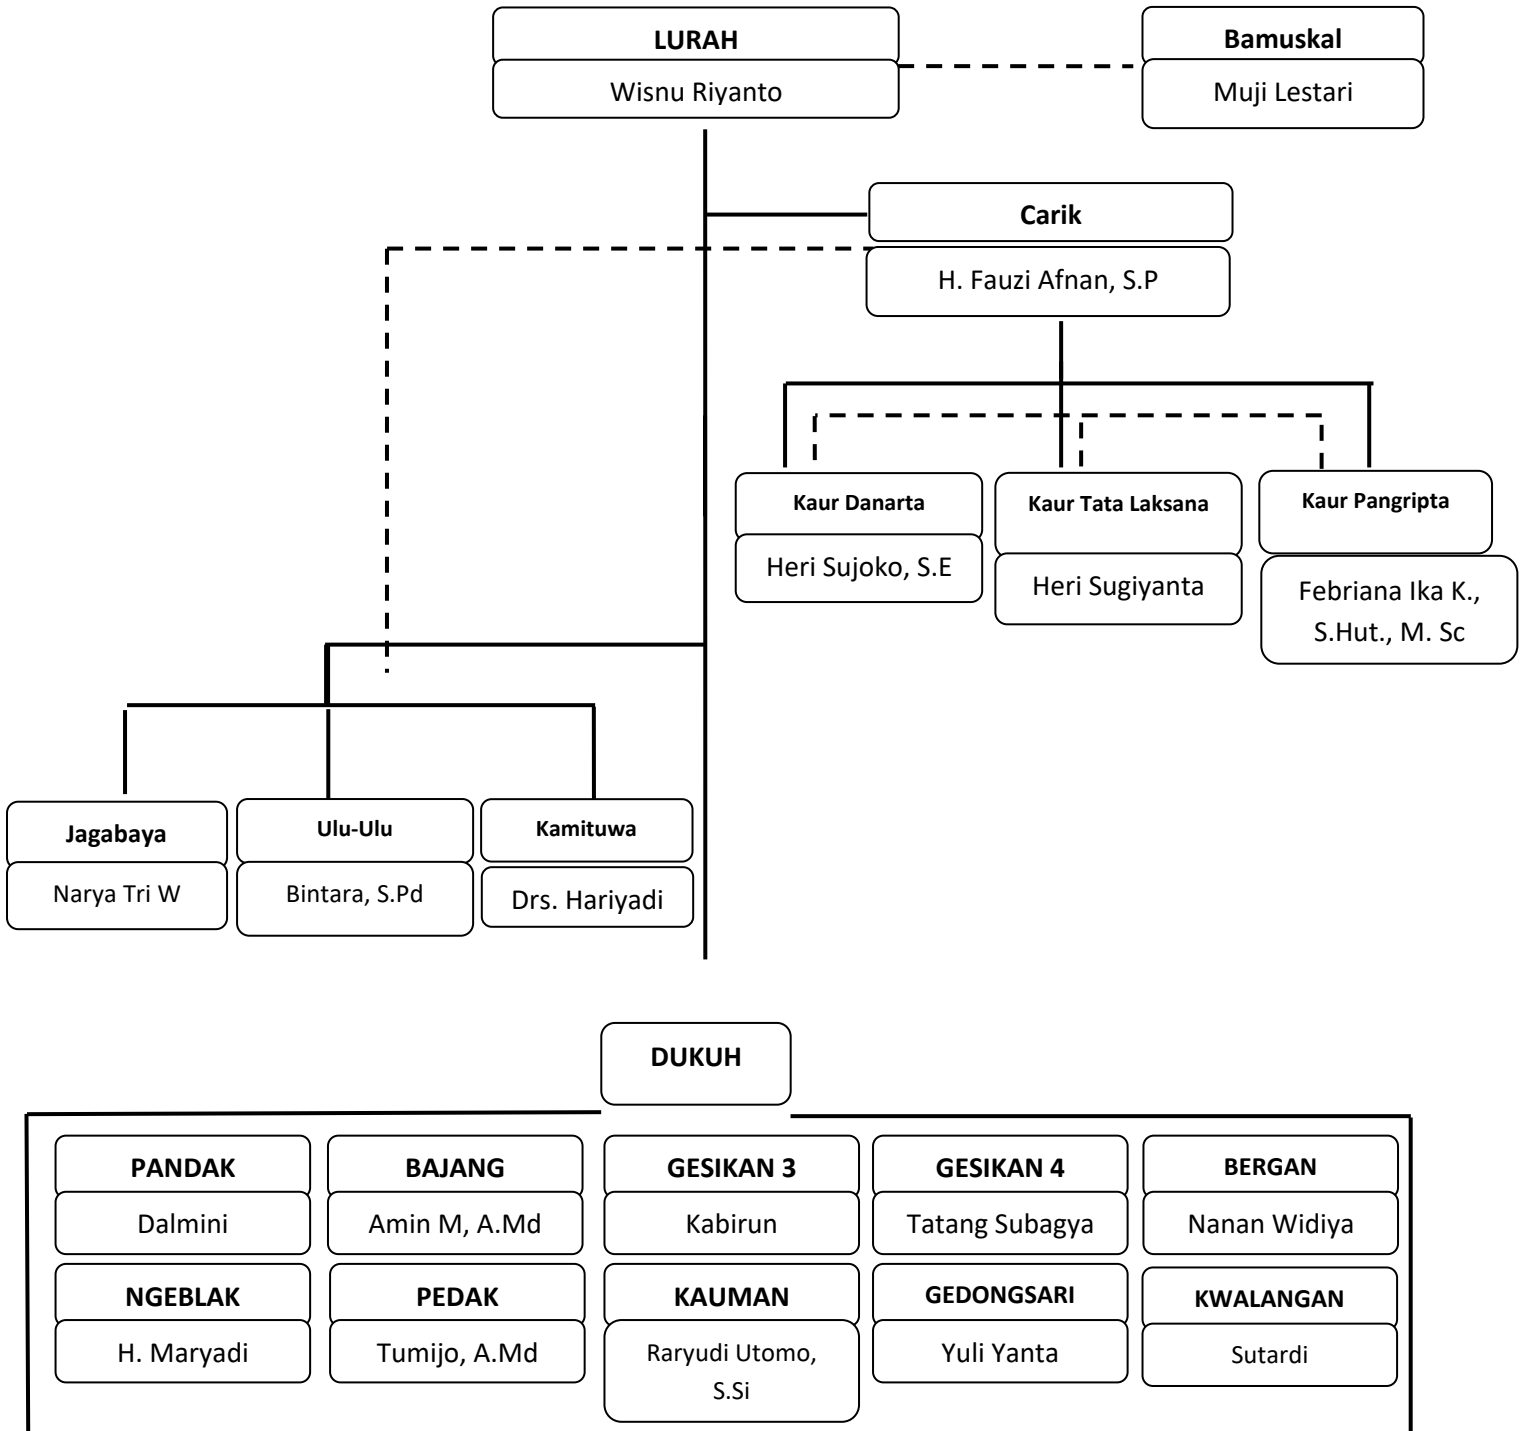 LURAH
Wisnu Riyanto
Bamuskal
Muji Lestari
Carik
H. Fauzi Afnan, S.P
Kaur Danarta
Heri Sujoko, S.E
Kaur Tata Laksana
Heri Sugiyanta
Kaur Pangripta
Febriana Ika K.,
S.Hut., M. Sc
Jagabaya
Narya Tri W
Ulu-Ulu
Bintara, S.Pd
Kamituwa
Drs. Hariyadi
DUKUH
PANDAK
Dalmini
BAJANG
Amin M, A.Md
GESIKAN 3
Kabirun
GESIKAN 4
Tatang Subagya
BERGAN
Nanan Widiya
NGEBLAK
H. Maryadi
PEDAK
Tumijo, A.Md
KAUMAN
Raryudi Utomo,
S.Si
GEDONGSARI
Yuli Yanta
KWALANGAN
Sutardi